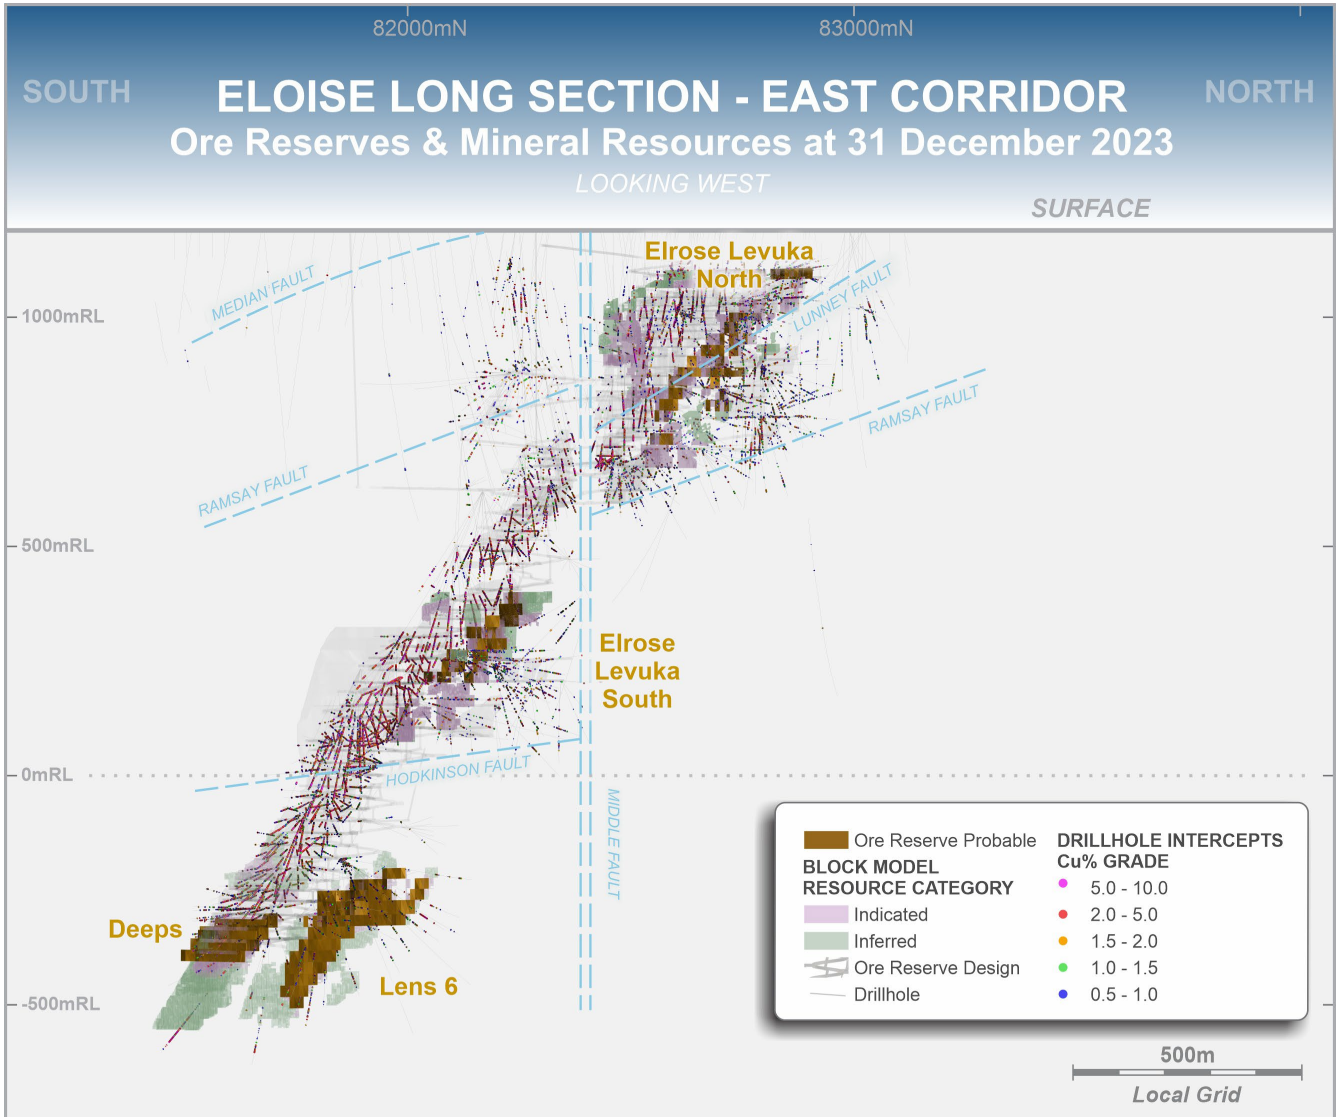 82000mN
83000mN
SOUTH
NORTH
ELOISE LONG SECTION - EAST CORRIDOR
Ore Reserves & Mineral Resources at 31 December 2023
LOOKING WEST
SURFACE
Elrose Levuka
North
MEDIAN FAULT
LUNNEY FAULT
1000mRL
RAMSAY FAULT
RAMSAY FAULT
500mRL
Elrose
Levuka
South
HODKINSON FAULT
0mRL
MIDDLE FAULT
Deeps
Lens 6
-500mRL
Ore Reserve Probable
BLOCK MODEL
RESOURCE CATEGORY
Indicated
Inferred
Ore Reserve Design
Drillhole
DRILLHOLE INTERCEPTS
Cu% GRADE
5.0 - 10.0
2.0 - 5.0
1.5 - 2.0
1.0 - 1.5
0.5 - 1.0
500m
Local Grid